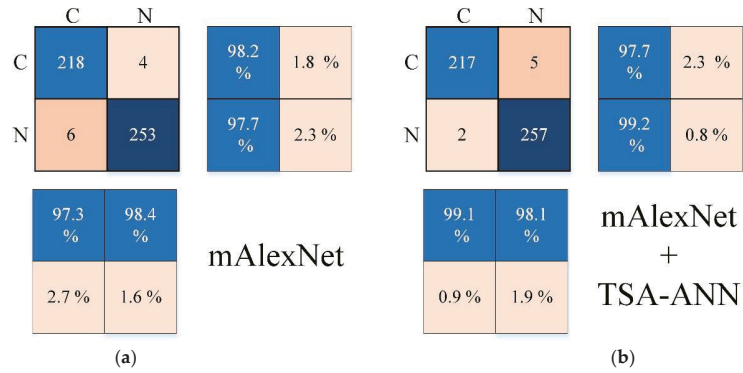 C N
C 218 4
N 6 253
98.2 % 1.8 %
97.7 % 2.3 %
97.3 % 98.4 %
2.7 % 1.6 %
mAlexNet
(a)
C N
C 217 5
N 2 257
97.7 % 2.3 %
99.2 % 0.8 %
99.1 % 98.1 %
0.9 % 1.9 %
mAlexNet
+
TSA-ANN
(b)